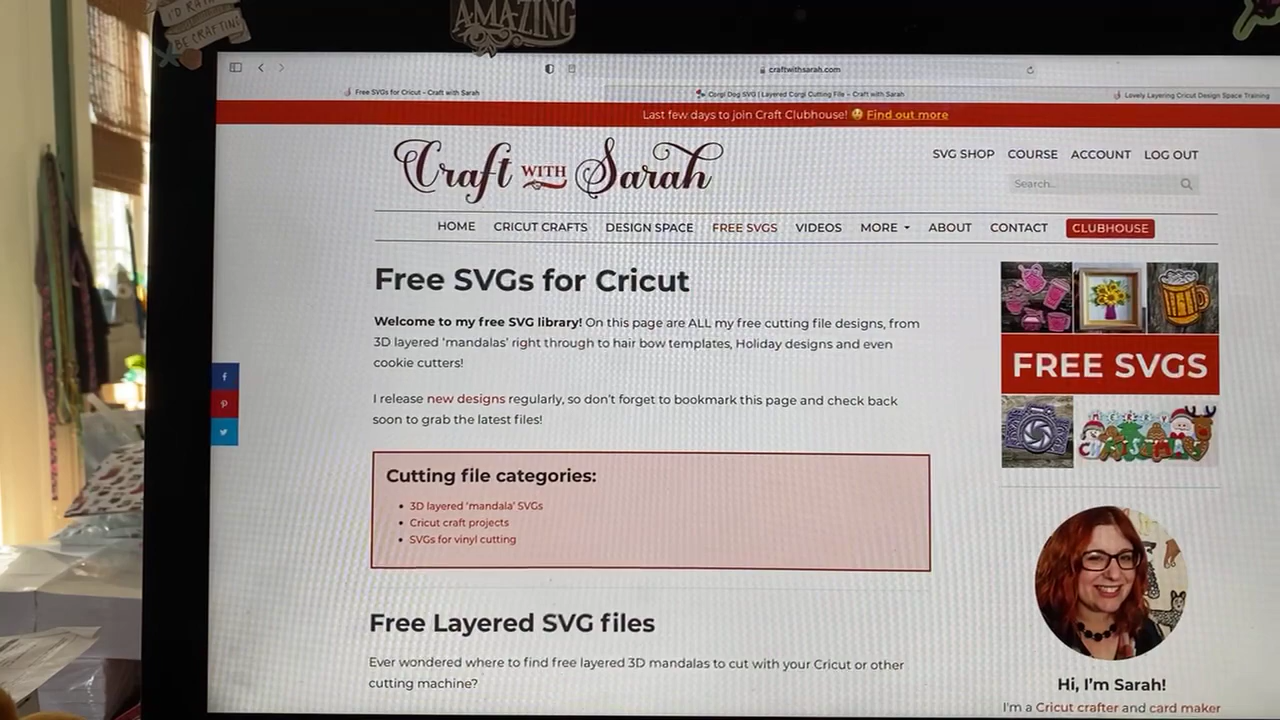 I'D RATHER
BE CRAFTING
AMAZING
craftwithsarah.com
Free SVGs for Cricut - Craft with Sarah
Corgi Dog SVG | Layered Corgi Cutting File - Craft with Sarah
Lovely Layering Cricut Design Space Training
Last few days to join Craft Clubhouse! Find out more
Craft WITH Sarah
SVG SHOP COURSE ACCOUNT LOG OUT
Search...
HOME CRICUT CRAFTS DESIGN SPACE FREE SVGS VIDEOS MORE ABOUT CONTACT CLUBHOUSE
Free SVGs for Cricut
Welcome to my free SVG library! On this page are ALL my free cutting file designs, from
3D layered 'mandalas' right through to hair bow templates, Holiday designs and even
cookie cutters!
I release new designs regularly, so don't forget to bookmark this page and check back
soon to grab the latest files!
Cutting file categories:
• 3D layered 'mandala' SVGs
• Cricut craft projects
• SVGs for vinyl cutting
Free Layered SVG files
Ever wondered where to find free layered 3D mandalas to cut with your Cricut or other
cutting machine?
FREE SVGS
MERRY
CHRISTMAS
Hi, I'm Sarah!
I'm a Cricut crafter and card maker